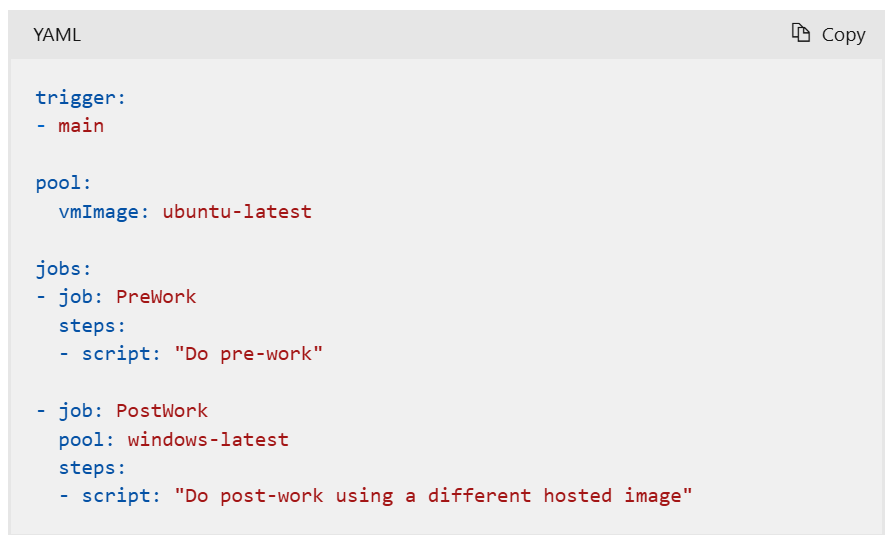 YAML
Copy
trigger:
- main
pool:
  vmImage: ubuntu-latest
jobs:
- job: PreWork
  steps:
  - script: "Do pre-work"
- job: PostWork
  pool: windows-latest
  steps:
  - script: "Do post-work using a different hosted image"